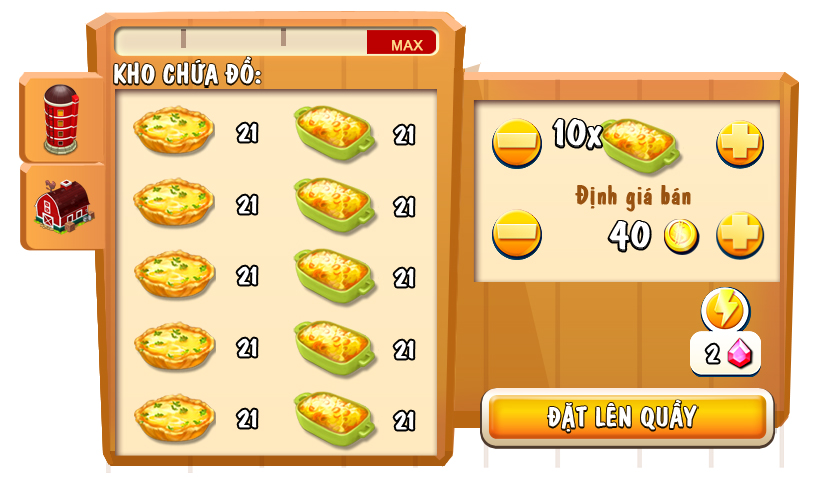 MAX
KHO CHỨA ĐỒ:
21 21
21 21
21 21
21 21
21 21
10x
Định giá bán
40
2
ĐẶT LÊN QUẦY